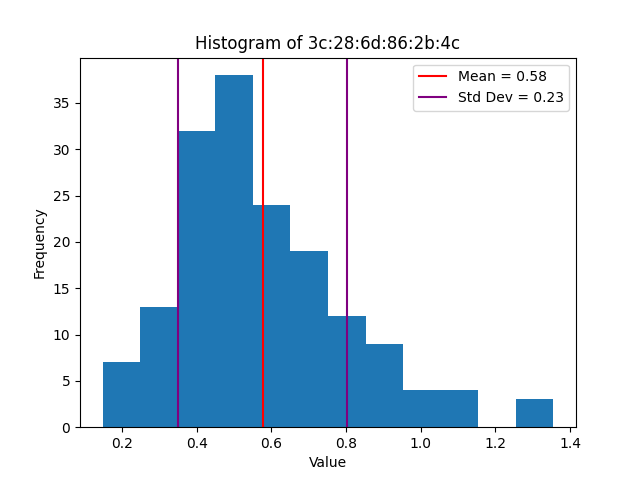 Histogram of 3c:28:6d:86:2b:4c
Mean = 0.58
Std Dev = 0.23
Frequency
35
30
25
20
15
10
5
0
0.2 0.4 0.6 0.8 1.0 1.2 1.4
Value